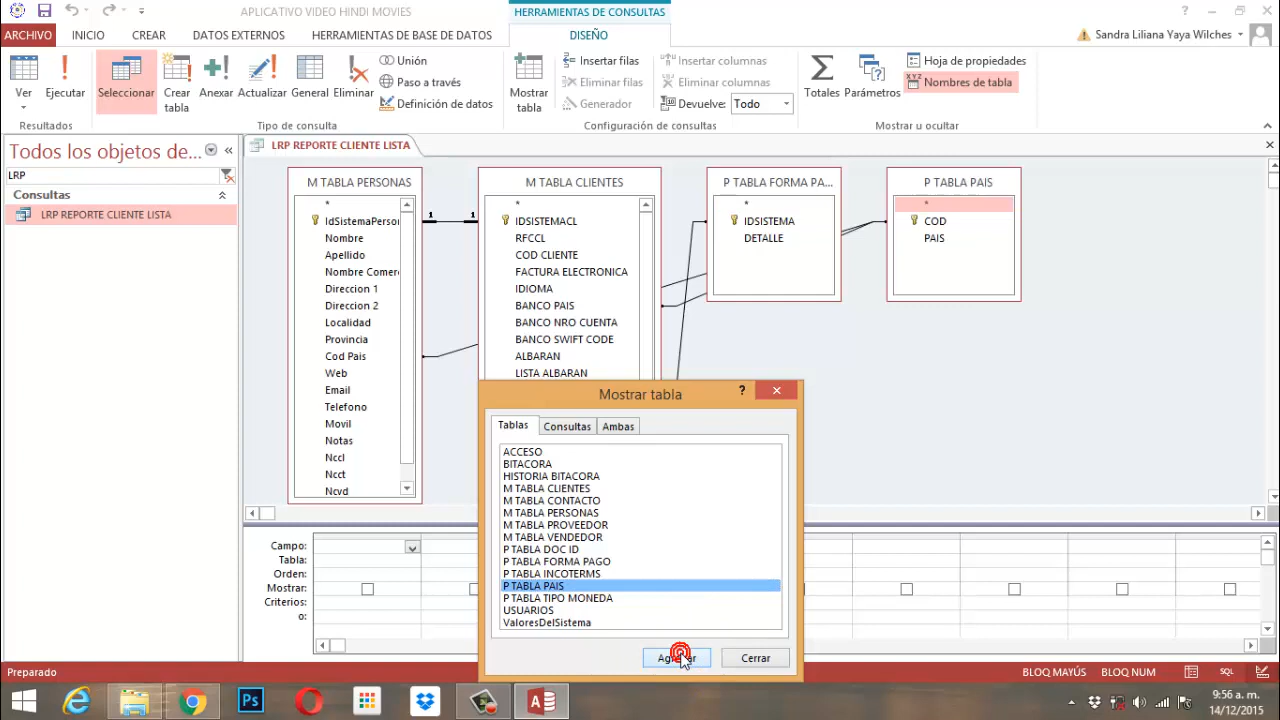 APLICATIVO VIDEO HINDI MOVIES
HERRAMIENTAS DE CONSULTAS
ARCHIVO
INICIO
CREAR
DATOS EXTERNOS
HERRAMIENTAS DE BASE DE DATOS
DISEÑO
Sandra Liliana Yaya Wilches
Ver
Ejecutar
Seleccionar
Crear tabla
Anexar
Actualizar
General
Eliminar
Unión
Paso a través
Definición de datos
Mostrar tabla
Insertar filas
Eliminar filas
Generador
Insertar columnas
Eliminar columnas
Devuelve: Todo
Totales
Parámetros
Hoja de propiedades
Nombres de tabla
Resultados
Tipo de consulta
Configuración de consultas
Mostrar u ocultar
Todos los objetos de...
LRP
Consultas
LRP REPORTE CLIENTE LISTA
LRP REPORTE CLIENTE LISTA
M TABLA PERSONAS
*
IdSistemaPerson
Nombre
Apellido
Nombre Comer
Direccion 1
Direccion 2
Localidad
Provincia
Cod Pais
Web
Email
Telefono
Movil
Notas
Nccl
Ncct
Ncvd
1
1
M TABLA CLIENTES
*
IDSISTEMACL
RFCCL
COD CLIENTE
FACTURA ELECTRONICA
IDIOMA
BANCO PAIS
BANCO NRO CUENTA
BANCO SWIFT CODE
ALBARAN
LISTA ALBARAN
P TABLA FORMA PA...
*
IDSISTEMA
DETALLE
P TABLA PAIS
*
COD
PAIS
Mostrar tabla
?
Tablas
Consultas
Ambas
ACCESO
BITACORA
HISTORIA BITACORA
M TABLA CLIENTES
M TABLA CONTACTO
M TABLA PERSONAS
M TABLA PROVEEDOR
M TABLA VENDEDOR
P TABLA DOC ID
P TABLA FORMA PAGO
P TABLA INCOTERMS
P TABLA PAIS
P TABLA TIPO MONEDA
USUARIOS
ValoresDelSistema
Cerrar
Campo:
Tabla:
Orden:
Mostrar:
Criterios:
o:
Preparado
BLOQ MAYÚS
BLOQ NUM
SQL
9:56 a. m.
14/12/2015